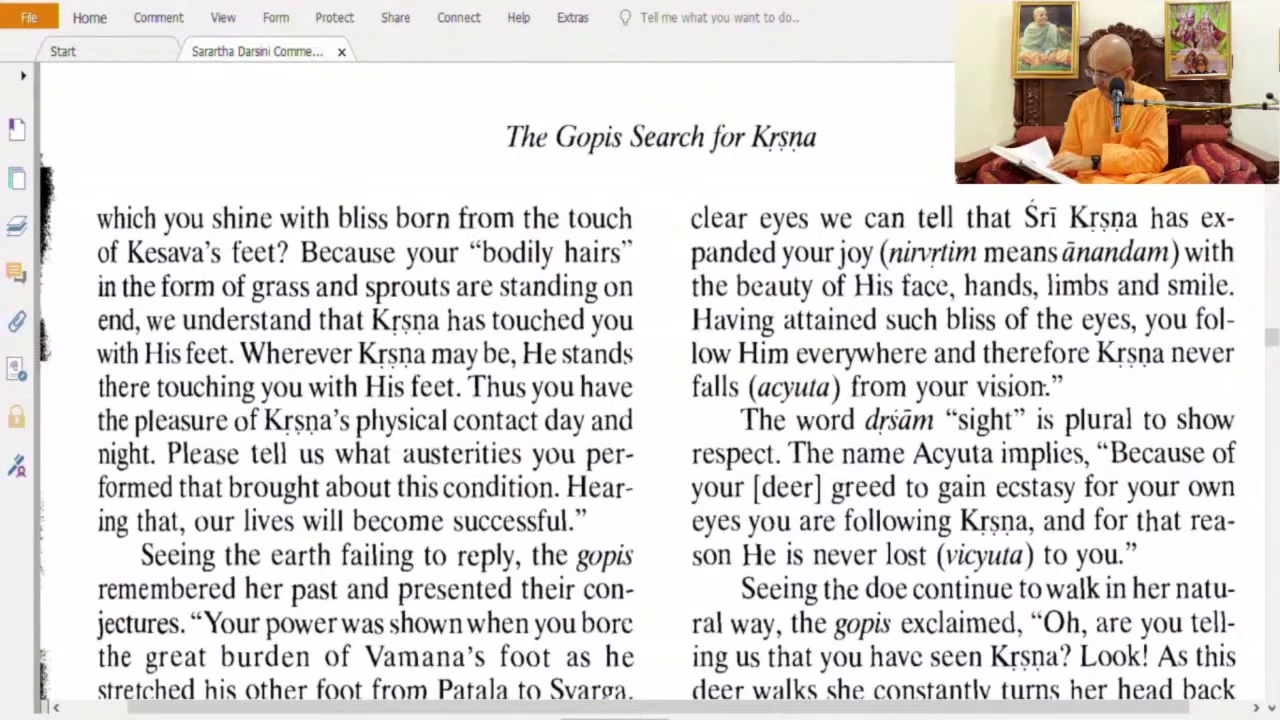 File Home Comment View Form Protect Share Connect Help Extras Tell me what you want to do..
Start Sarartha Darsini Comme... ×
The Gopis Search for Kṛṣṇa
which you shine with bliss born from the touch
of Kesava's feet? Because your “bodily hairs”
in the form of grass and sprouts are standing on
end, we understand that Kṛṣṇa has touched you
with His feet. Wherever Kṛṣṇa may be, He stands
there touching you with His feet. Thus you have
the pleasure of Kṛṣṇa's physical contact day and
night. Please tell us what austerities you per-
formed that brought about this condition. Hear-
ing that, our lives will become successful.”
Seeing the earth failing to reply, the gopis
remembered her past and presented their con-
jectures. “Your power was shown when you bore
the great burden of Vamana's foot as he
stretched his other foot from Patala to Svarga.
clear eyes we can tell that Śrī Kṛṣṇa has ex-
panded your joy (nirvṛtim means ānandam) with
the beauty of His face, hands, limbs and smile.
Having attained such bliss of the eyes, you fol-
low Him everywhere and therefore Kṛṣṇa never
falls (acyuta) from your vision.”
The word dṛśām “sight” is plural to show
respect. The name Acyuta implies, “Because of
your [deer] greed to gain ecstasy for your own
eyes you are following Kṛṣṇa, and for that rea-
son He is never lost (vicyuta) to you.”
Seeing the doe continue to walk in her natu-
ral way, the gopis exclaimed, “Oh, are you tell-
ing us that you have seen Kṛṣṇa? Look! As this
deer walks she constantly turns her head back